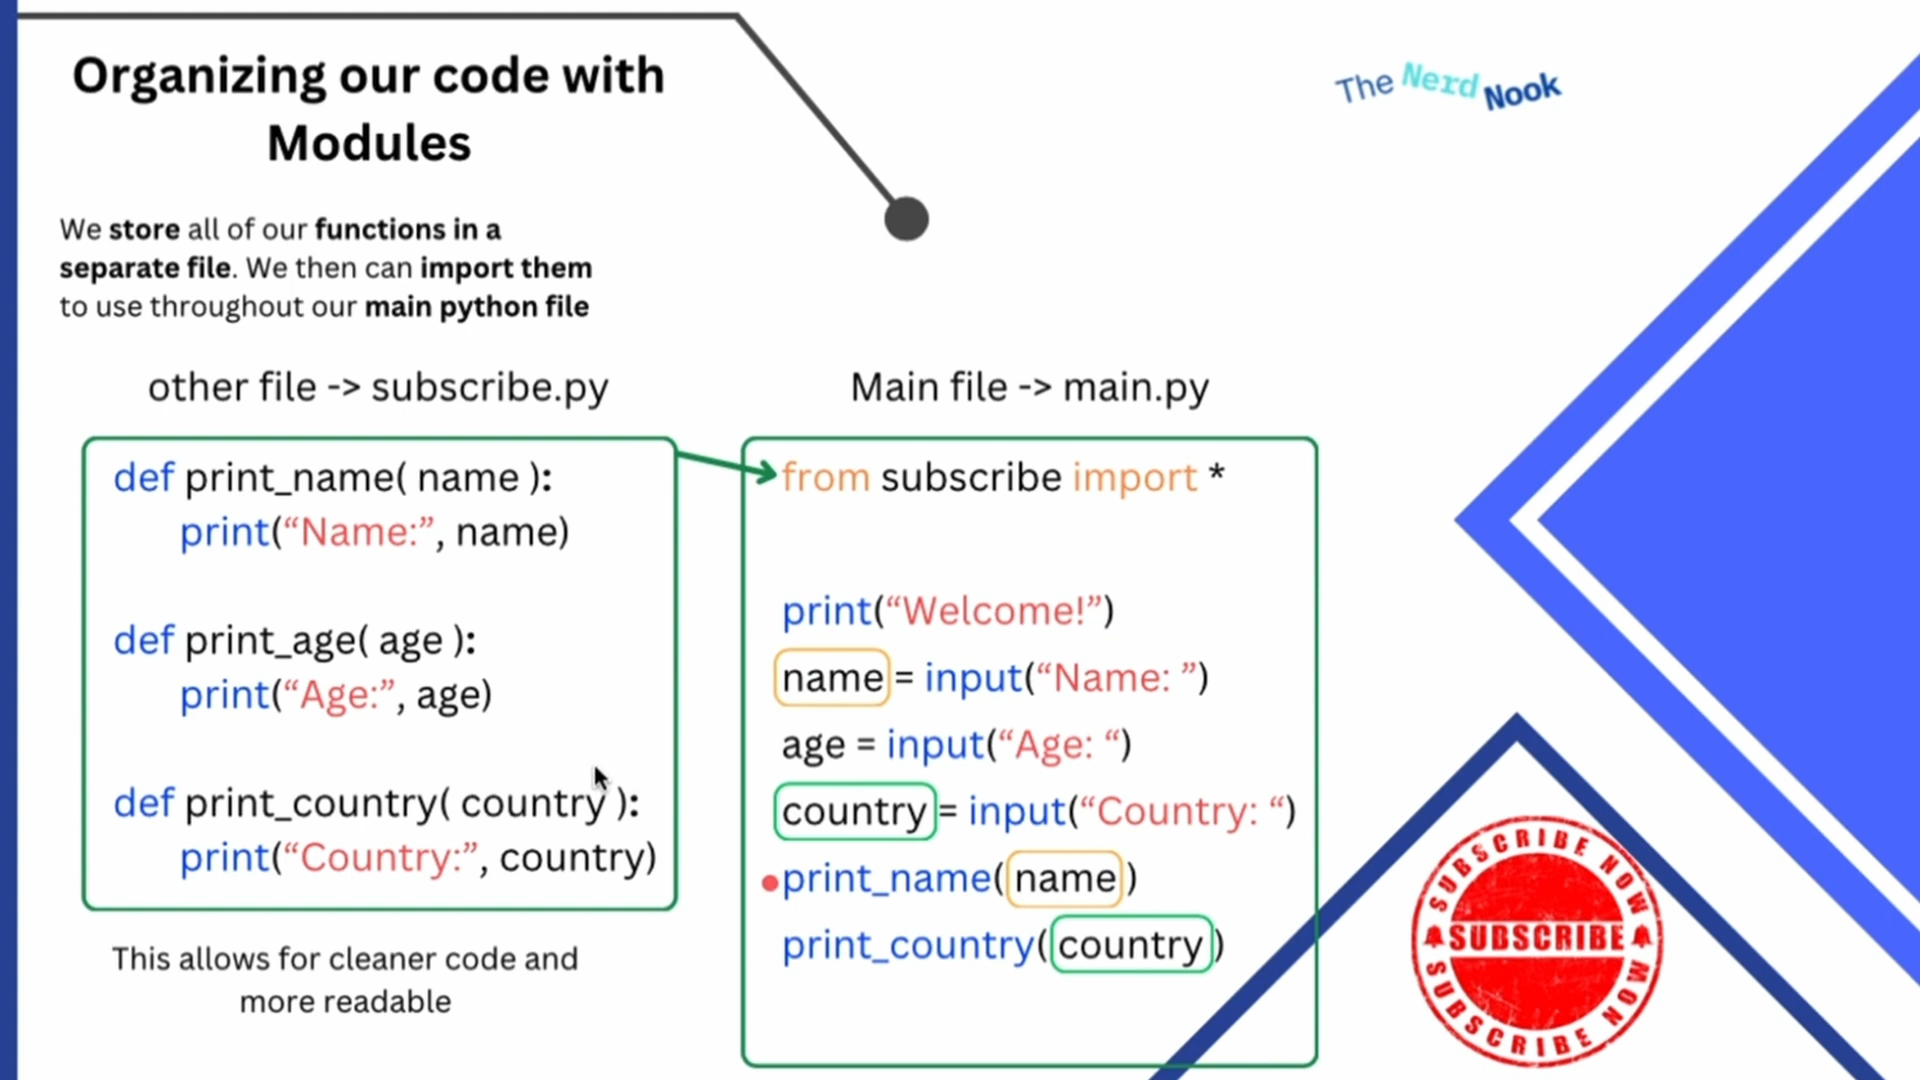 Organizing our code with
Modules
The Nerd Nook
We store all of our functions in a
separate file. We then can import them
to use throughout our main python file
other file -> subscribe.py
def print_name( name ):
print(“Name:”, name)
def print_age( age ):
print(“Age:”, age)
def print_country( country ):
print(“Country:”, country)
This allows for cleaner code and
more readable
Main file -> main.py
from subscribe import *
print(“Welcome!”)
name = input(“Name: ”)
age = input(“Age: “)
country = input(“Country: “)
print_name( name )
print_country( country )
SUBSCRIBE NOW
SUBSCRIBE
SUBSCRIBE NOW